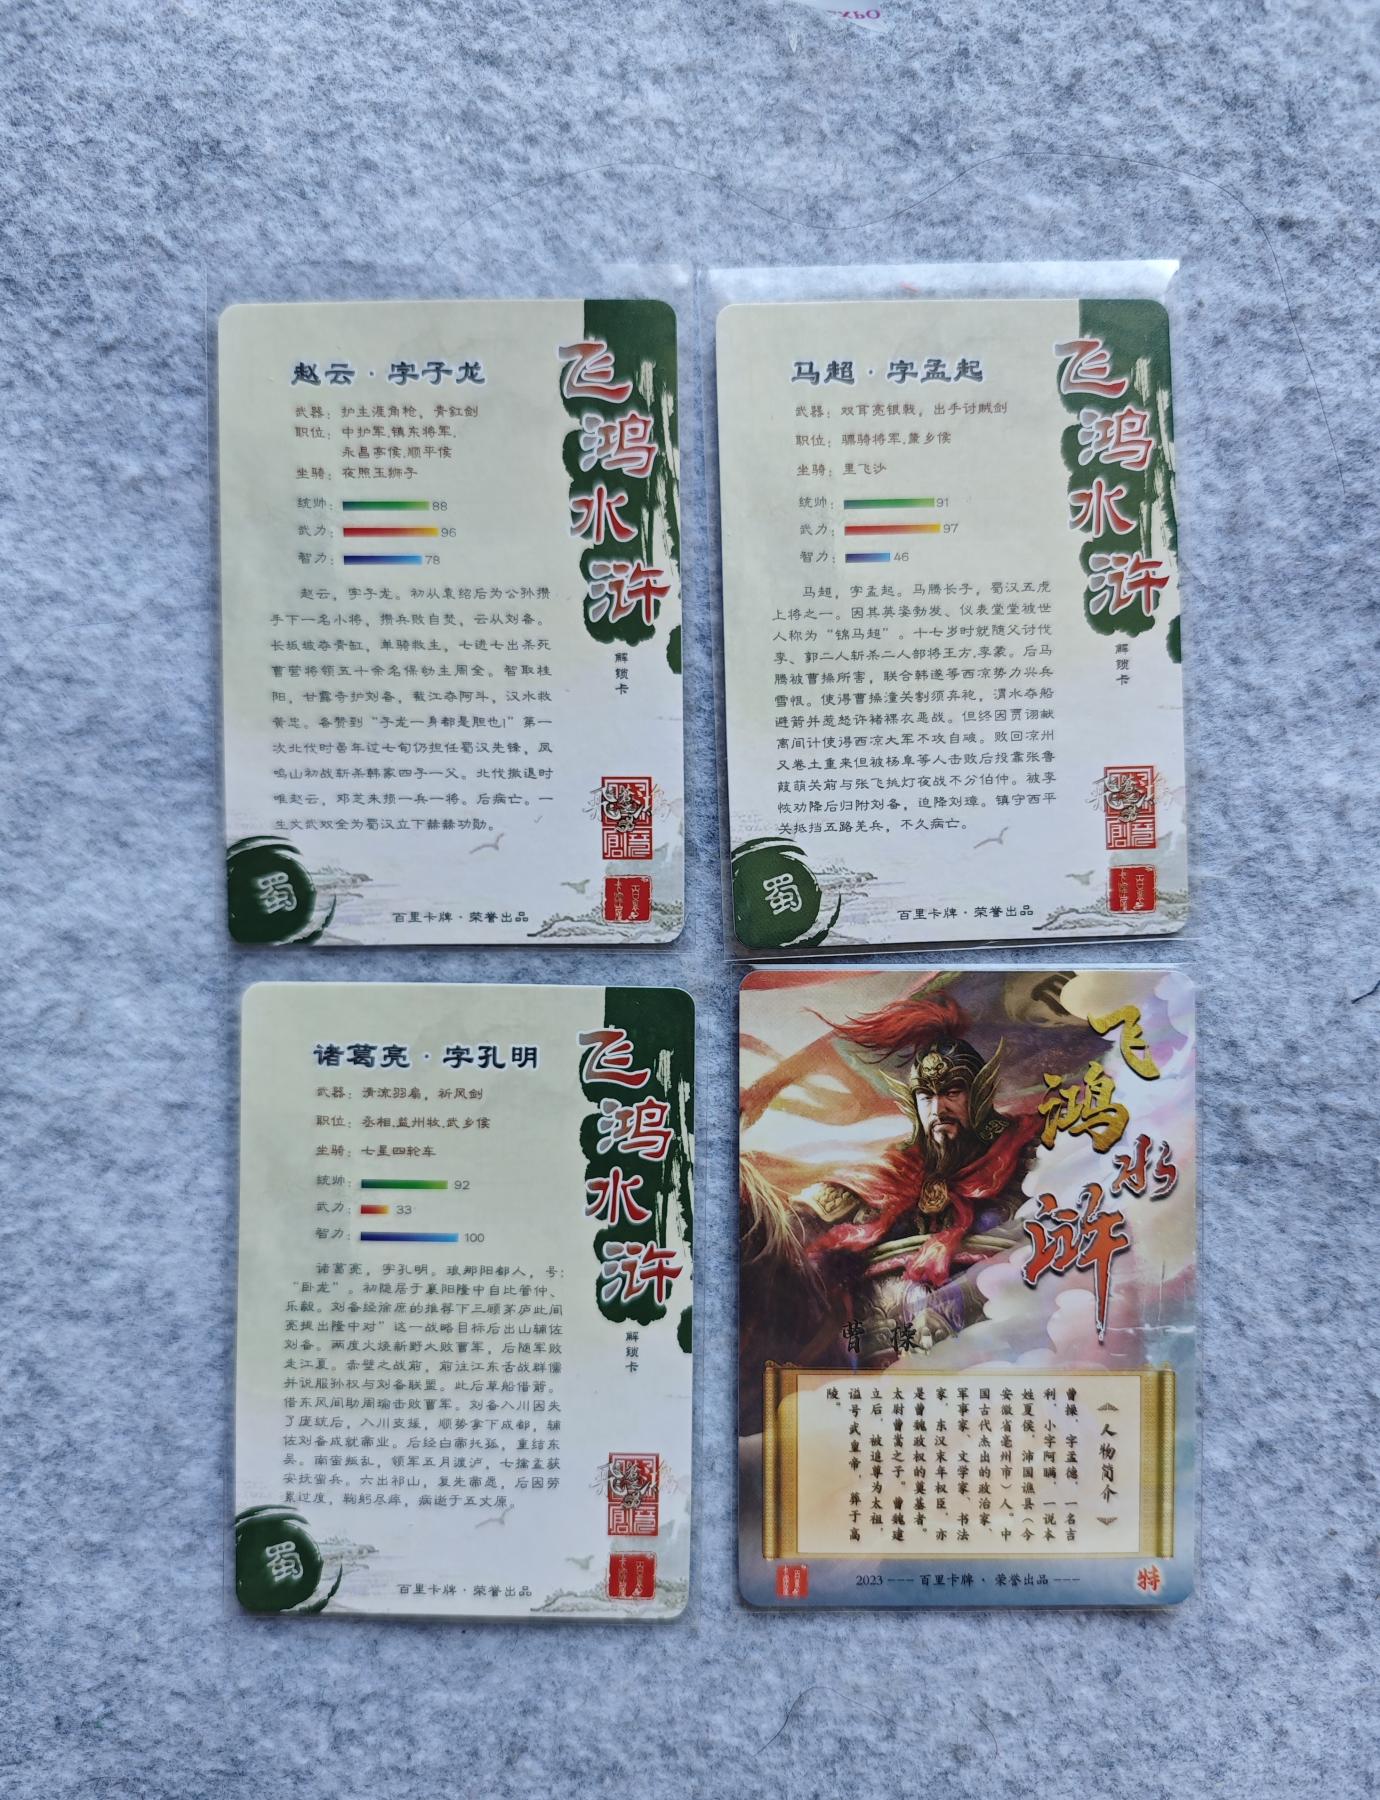 赵云·字子龙
武器：护主涯角枪，青釭剑
职位：中护军.镇东将军.
永昌亭侯.顺平侯
坐骑：夜照玉狮子
统帅：88
武力：96
智力：78
赵云，字子龙。初从袁绍后为公孙攒
手下一名小将，攒兵败自焚，云从刘备。
长坂坡夺青缸，单骑救主，七进七出杀死
曹营将领五十余名保幼主周全。智取桂
阳，甘露寺护刘备，截江夺阿斗，汉水救
黄忠。备赞到“子龙一身都是胆也！”第一
次北伐时虽年过七旬仍担任蜀汉先锋，凤
鸣山初战斩杀韩家四子一父。北伐撤退时
唯赵云，邓芝未损一兵一将。后病亡。一
生文武双全为蜀汉立下赫赫功勋。
飞鸿水浒
解锁卡
蜀
百里卡牌·荣誉出品
马超·字孟起
武器：双耳亮银戟，出手讨贼剑
职位：骠骑将军.斄乡侯
坐骑：里飞沙
统帅：91
武力：97
智力：46
马超，字孟起。马腾长子，蜀汉五虎
上将之一。因其英姿勃发、仪表堂堂被世
人称为“锦马超”。十七岁时就随父讨伐
李、郭二人斩杀二人部将王方.李蒙。后马
腾被曹操所害，联合韩遂等西凉势力兴兵
雪恨。使得曹操潼关割须弃袍，渭水夺船
避箭并惹怒许褚裸衣恶战。但终因贾诩献
离间计使得西凉大军不攻自破。败回凉州
又卷土重来但被杨阜等人击败后投靠张鲁
葭萌关前与张飞挑灯夜战不分伯仲。被李
恢劝降后归附刘备，迫降刘璋。镇守西平
关抵挡五路羌兵，不久病亡。
飞鸿水浒
解锁卡
蜀
百里卡牌·荣誉出品
诸葛亮·字孔明
武器：清流羽扇，祈风剑
职位：丞相.益州牧.武乡侯
坐骑：七星四轮车
统帅：92
武力：33
智力：100
诸葛亮，字孔明。琅琊阳都人，号：
“卧龙”。初隐居于襄阳隆中自比管仲、
乐毅。刘备经徐庶的推荐下三顾茅庐此间
亮提出隆中对”这一战略目标后出山辅佐
刘备。两度火烧新野大败曹军，后随军败
走江夏。赤壁之战前，前往江东舌战群儒
并说服孙权与刘备联盟。此后草船借箭。
借东风间助周瑜击败曹军。刘备入川因失
了庞统后，入川支援，顺势拿下成都，辅
佐刘备成就帝业。后经白帝托孤，重结东
吴。南蛮叛乱，领军五月渡泸，七擒孟获
安抚蛮兵。六出祁山，复先帝愿，后因劳
累过度，鞠躬尽瘁，病逝于五丈原。
飞鸿水浒
解锁卡
蜀
百里卡牌·荣誉出品
飞鸿水浒
曹操
《人物简介》
曹操，字孟德，一名吉
利，小字阿瞒，一说本
姓夏侯，沛国谯县（今
安徽省亳州市）人。中
国古代杰出的政治家、
军事家、文学家、书法
家，东汉末年权臣，亦
是曹魏政权的奠基者。
太尉曹嵩之子。曹魏建
立后，被追尊为太祖，
谥号武皇帝，葬于高
陵。
2023---百里卡牌·荣誉出品---
特